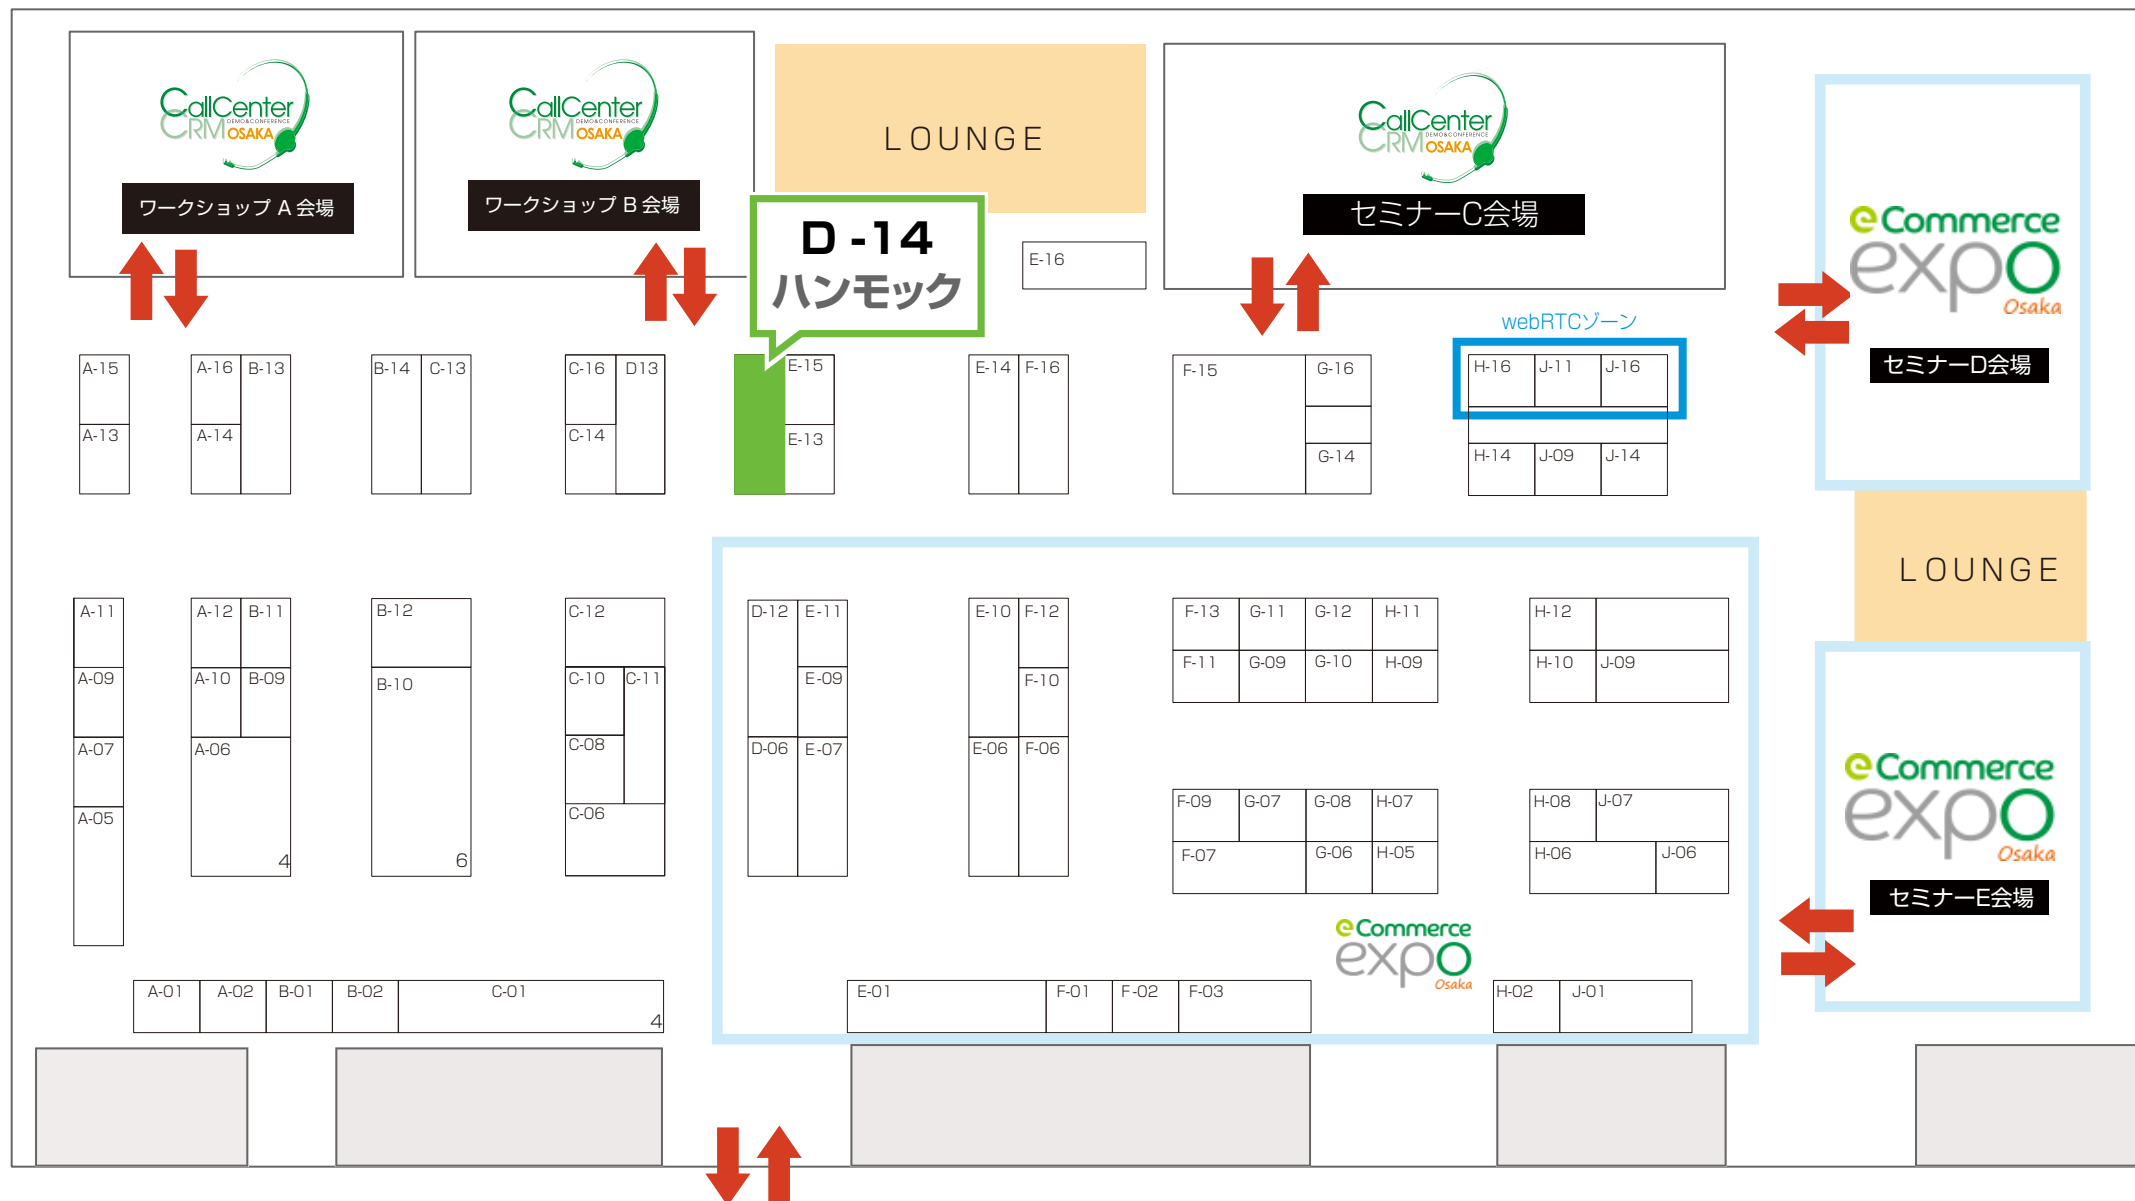 CallCenter
DEMO&CONFERENCE
CRM OSAKA
ワークショップ A 会場
CallCenter
DEMO&CONFERENCE
CRM OSAKA
ワークショップ B 会場
LOUNGE
CallCenter
DEMO&CONFERENCE
CRM OSAKA
セミナーC会場
eCommerce
expo
Osaka
セミナーD会場
D -14
ハンモック
E-16
webRTCゾーン
A-15
A-16 B-13
B-14 C-13
C-16 D13
E-15
E-14 F-16
F-15
G-16
H-16 J-11 J-16
A-13
A-14
C-14
E-13
G-14
H-14 J-09 J-14
LOUNGE
A-11
A-12 B-11
B-12
C-12
D-12 E-11
E-10 F-12
F-13 G-11 G-12 H-11
H-12
A-09
A-10 B-09
B-10
C-10 C-11
E-09
F-10
F-11 G-09 G-10 H-09
H-10 J-09
A-07
A-06
C-08
D-06 E-07
E-06 F-06
A-05
4
6
C-06
F-09 G-07 G-08 H-07
H-08 J-07
F-07 G-06 H-05
H-06 J-06
eCommerce
expo
Osaka
セミナーE会場
eCommerce
expo
Osaka
A-01 A-02 B-01 B-02 C-01
4
E-01 F-01 F-02 F-03
H-02 J-01